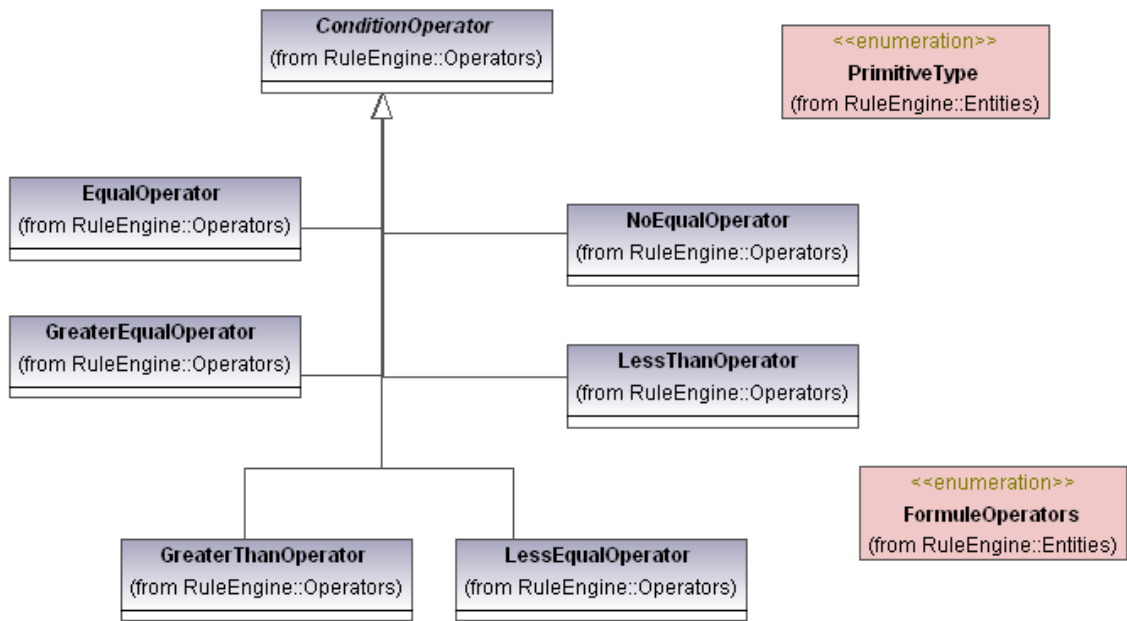 ConditionOperator
(from RuleEngine::Operators)
<<enumeration>>
PrimitiveType
(from RuleEngine::Entities)
EqualOperator
(from RuleEngine::Operators)
NoEqualOperator
(from RuleEngine::Operators)
GreaterEqualOperator
(from RuleEngine::Operators)
LessThanOperator
(from RuleEngine::Operators)
<<enumeration>>
FormuleOperators
(from RuleEngine::Entities)
GreaterThanOperator
(from RuleEngine::Operators)
LessEqualOperator
(from RuleEngine::Operators)